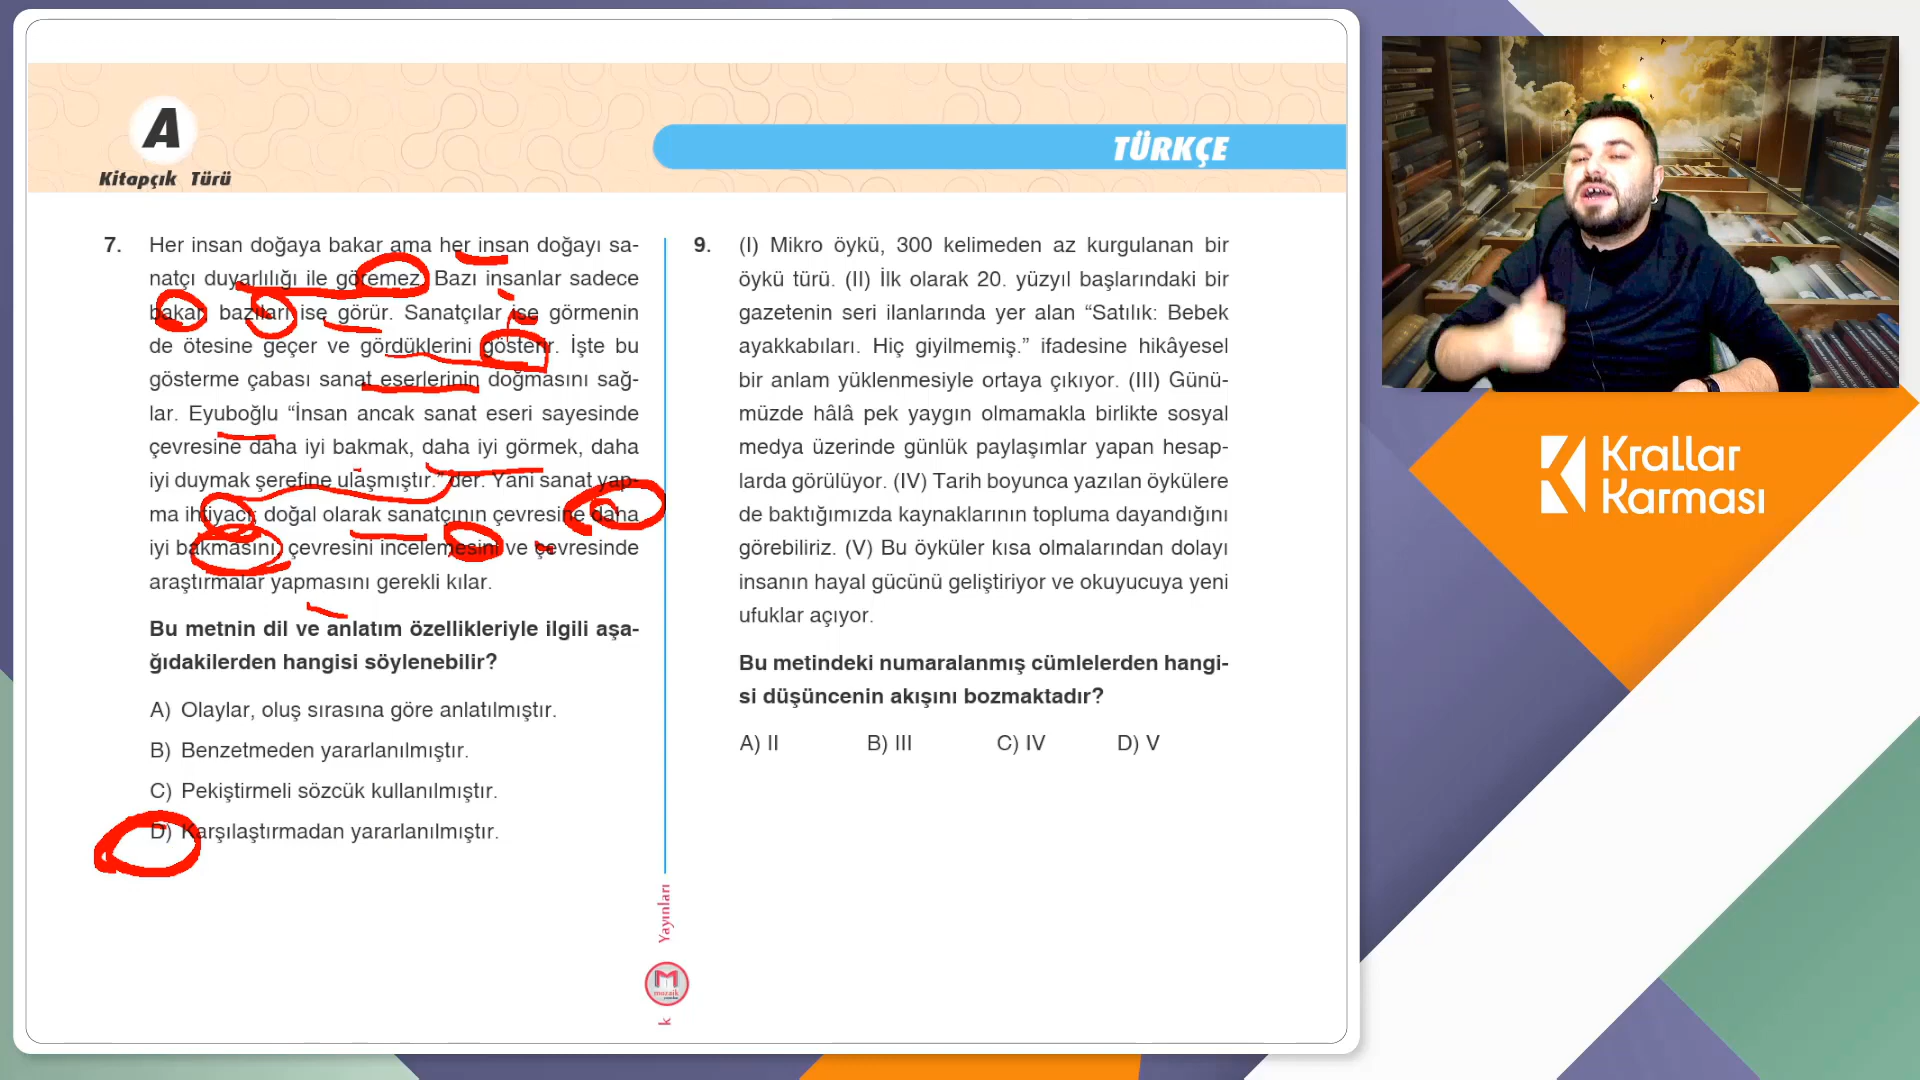 A
Kitapçık Türü
TÜRKÇE
7. Her insan doğaya bakar ama her insan doğayı sa-
natçı duyarlılığı ile göremez. Bazı insanlar sadece
bakar, bazıları ise görür. Sanatçılar ise görmenin
de ötesine geçer ve gördüklerini gösterir. İşte bu
gösterme çabası sanat eserlerinin doğmasını sağ-
lar. Eyuboğlu “İnsan ancak sanat eseri sayesinde
çevresine daha iyi bakmak, daha iyi görmek, daha
iyi duymak şerefine ulaşmıştır.” der. Yani sanat yap-
ma ihtiyacı; doğal olarak sanatçının çevresine daha
iyi bakmasını, çevresini incelemesini ve çevresinde
araştırmalar yapmasını gerekli kılar.
Bu metnin dil ve anlatım özellikleriyle ilgili aşa-
ğıdakilerden hangisi söylenebilir?
A) Olaylar, oluş sırasına göre anlatılmıştır.
B) Benzetmeden yararlanılmıştır.
C) Pekiştirmeli sözcük kullanılmıştır.
D) Karşılaştırmadan yararlanılmıştır.
9. (I) Mikro öykü, 300 kelimeden az kurgulanan bir
öykü türü. (II) İlk olarak 20. yüzyıl başlarındaki bir
gazetenin seri ilanlarında yer alan “Satılık: Bebek
ayakkabıları. Hiç giyilmemiş.” ifadesine hikâyesel
bir anlam yüklenmesiyle ortaya çıkıyor. (III) Günü-
müzde hâlâ pek yaygın olmamakla birlikte sosyal
medya üzerinde günlük paylaşımlar yapan hesap-
larda görülüyor. (IV) Tarih boyunca yazılan öykülere
de baktığımızda kaynaklarının topluma dayandığını
görebiliriz. (V) Bu öyküler kısa olmalarından dolayı
insanın hayal gücünü geliştiriyor ve okuyucuya yeni
ufuklar açıyor.
Bu metindeki numaralanmış cümlelerden hangi-
si düşüncenin akışını bozmaktadır?
A) II B) III C) IV D) V
Yayınları
M
mozaik
k
Krallar
Karması